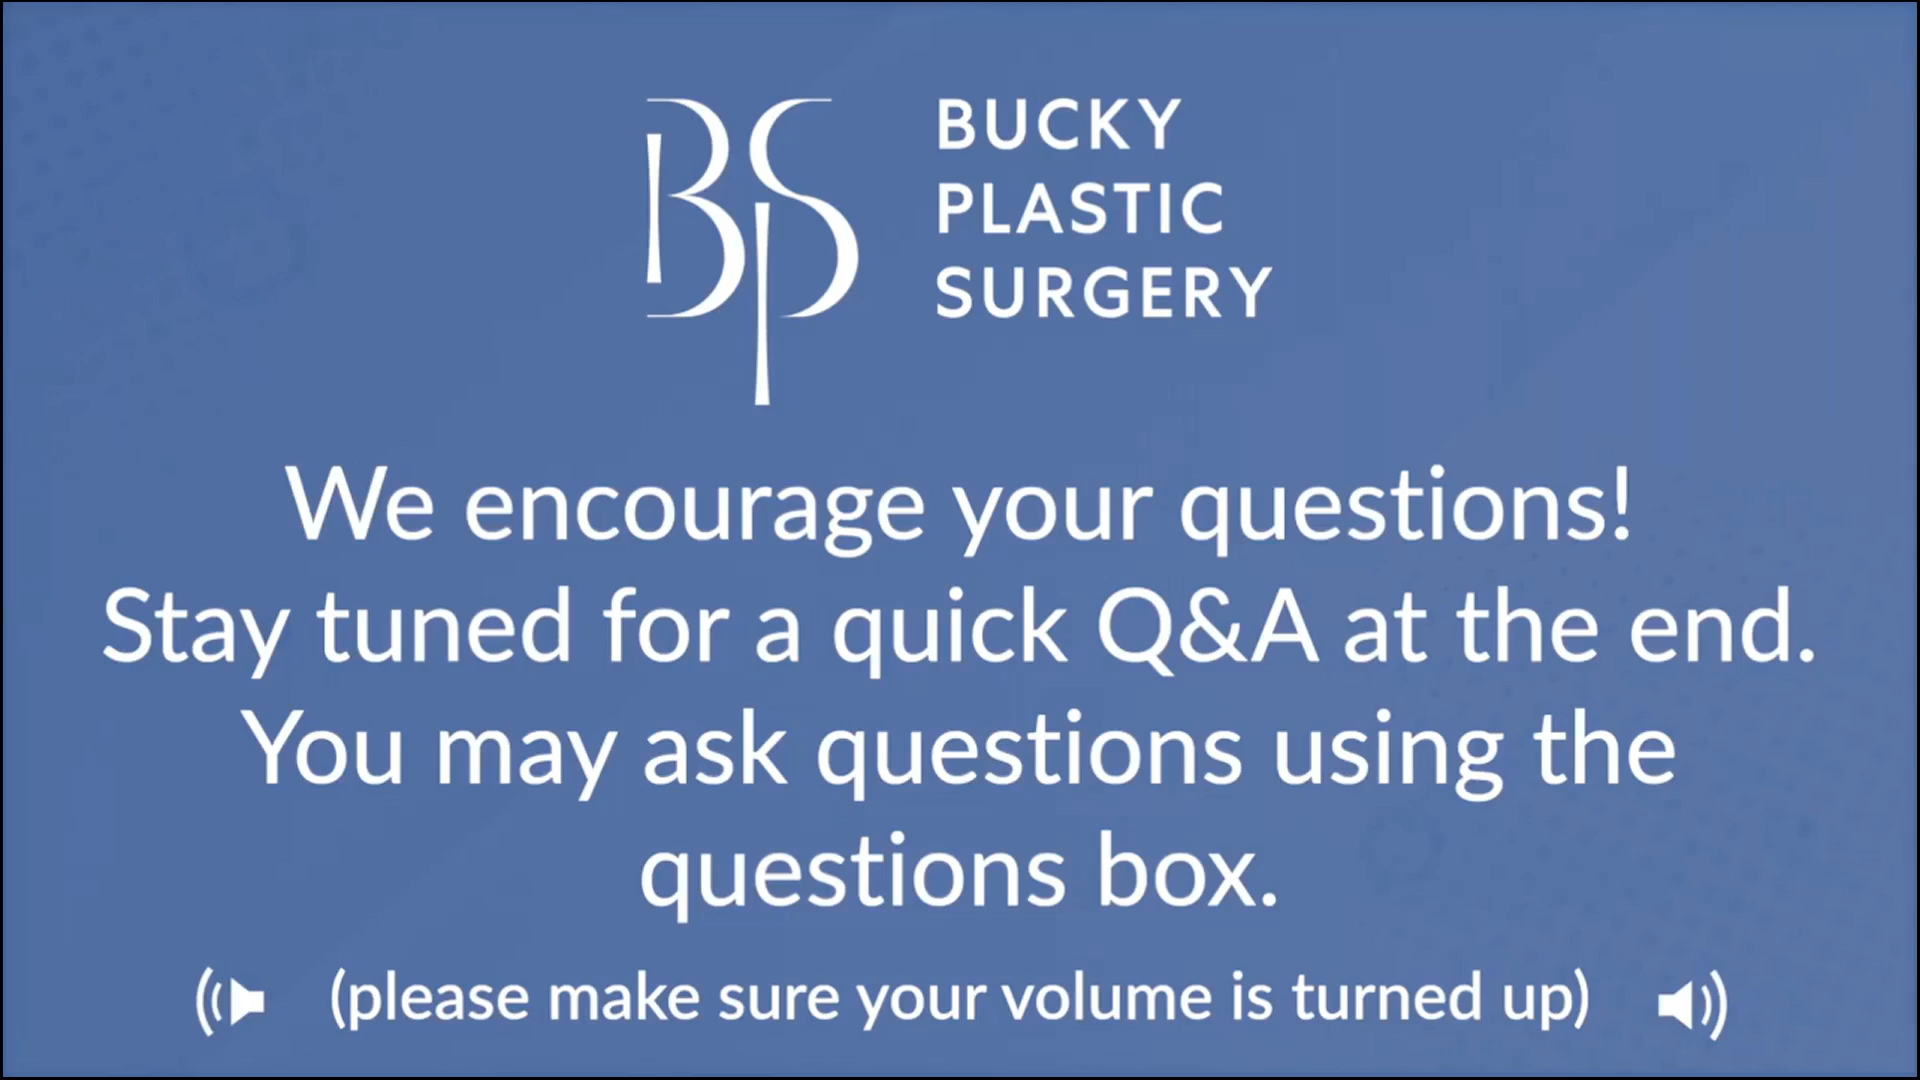 BPS
BUCKY
PLASTIC
SURGERY
We encourage your questions!
Stay tuned for a quick Q&A at the end.
You may ask questions using the
questions box.
(please make sure your volume is turned up)